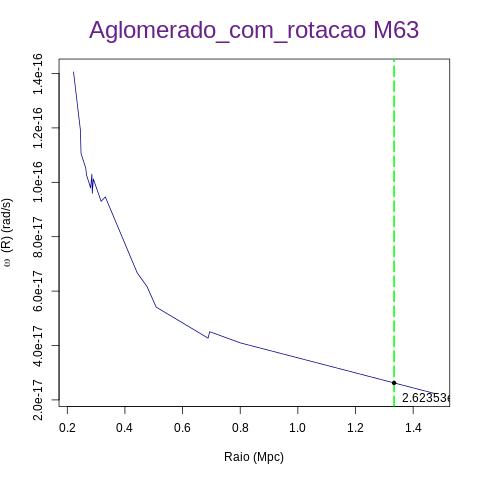 Aglomerado_com_rotacao M63
1.4e-16
1.2e-16
1.0e-16
8.0e-17
6.0e-17
4.0e-17
2.0e-17
ω (R) (rad/s)
2.62353e
0.2 0.4 0.6 0.8 1.0 1.2 1.4
Raio (Mpc)